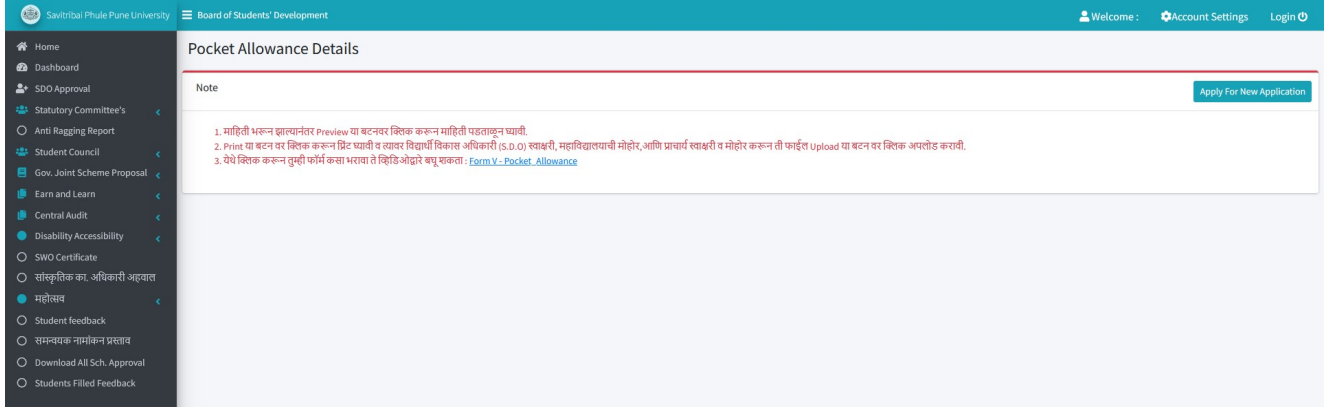 Savitribai Phule Pune University
Board of Students' Development
Welcome :
Account Settings
Login
Home
Dashboard
SDO Approval
Statutory Committee's
Anti Ragging Report
Student Council
Gov. Joint Scheme Proposal
Earn and Learn
Central Audit
Disability Accessibility
SWO Certificate
सांस्कृतिक का. अधिकारी अहवाल
महोत्सव
Student feedback
समन्वयक नामांकन प्रस्ताव
Download All Sch. Approval
Students Filled Feedback
Pocket Allowance Details
Note
Apply For New Application
1. माहिती भरून झाल्यानंतर Preview या बटनवर क्लिक करून माहिती पडताळून घ्यावी.
2. Print या बटन वर क्लिक करून प्रिंट घ्यावी व त्यावर विद्यार्थी विकास अधिकारी (S.D.O) स्वाक्षरी, महाविद्यालयाची मोहोर,आणि प्राचार्य स्वाक्षरी व मोहोर करून ती फाईल Upload या बटन वर क्लिक अपलोड करावी.
3. येथे क्लिक करून तुम्ही फॉर्म कसा भरावा ते व्हिडिओद्वारे बघू शकता : Form V - Pocket_Allowance